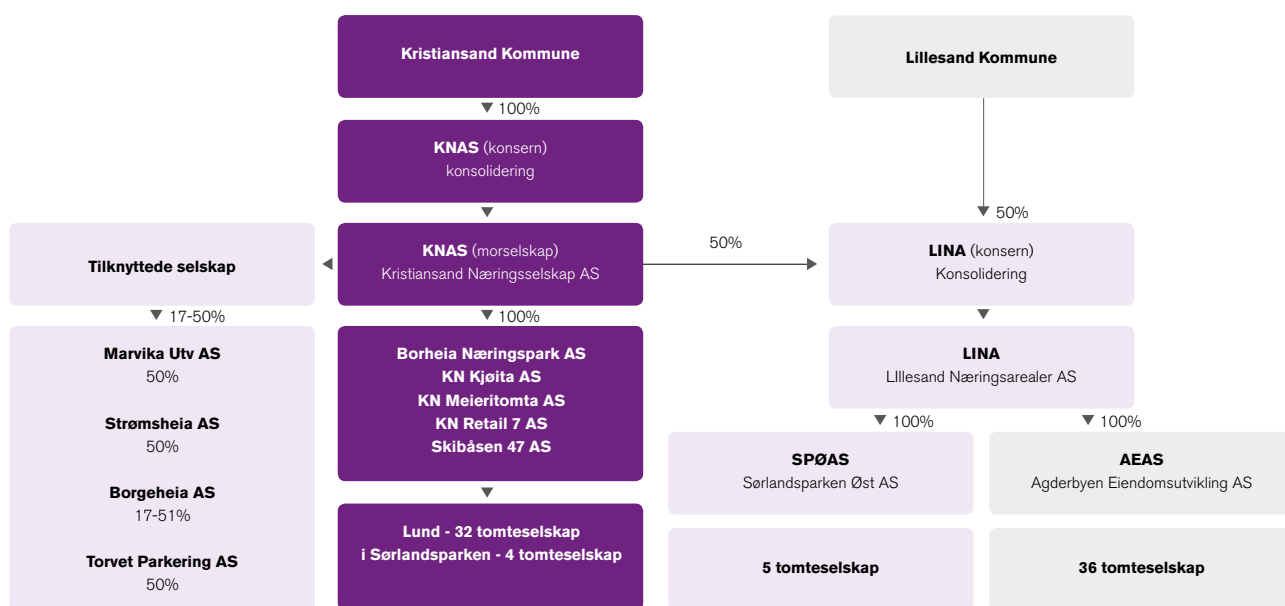 Kristiansand Kommune
Lillesand Kommune
100%
KNAS (konsern)
konsolidering
50%
Tilknyttede selskap
KNAS (morselskap)
Kristiansand Næringsselskap AS
50%
LINA (konsern)
Konsolidering
17-50%
100%
Marvika Utv AS
50%
Strømsheia AS
50%
Borgeheia AS
17-51%
Torvet Parkering AS
50%
Borheia Næringspark AS
KN Kjøita AS
KN Meieritomta AS
KN Retail 7 AS
Skibåsen 47 AS
Lund - 32 tomteselskap
i Sørlandsparken - 4 tomteselskap
LINA
LIllesand Næringsarealer AS
100%
100%
SPØAS
Sørlandsparken Øst AS
AEAS
Agderbyen Eiendomsutvikling AS
5 tomteselskap
36 tomteselskap